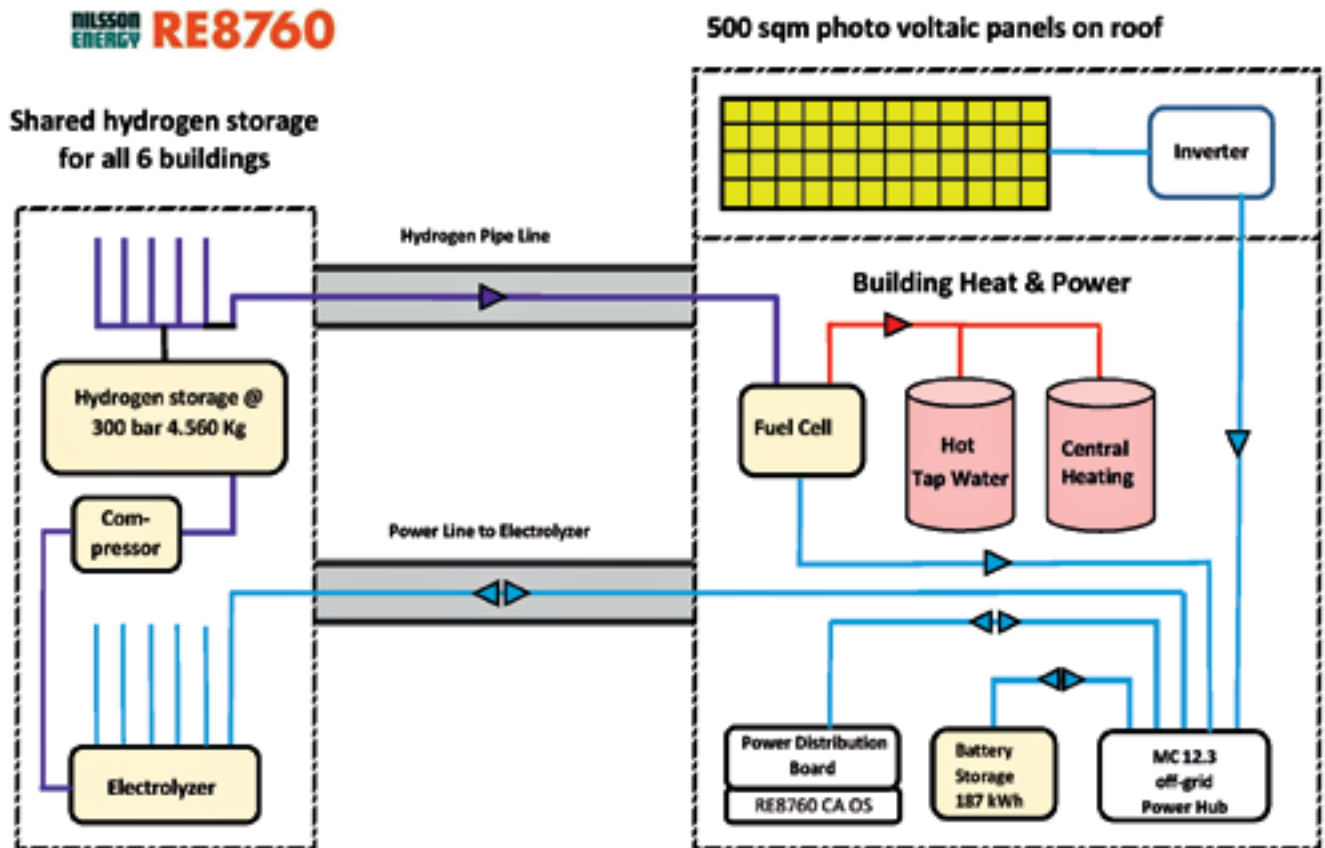 NILSSON
ENERGY RE8760
500 sqm photo voltaic panels on roof
Shared hydrogen storage
for all 6 buildings
Inverter
Hydrogen Pipe Line
Building Heat & Power
Hydrogen storage @
300 bar 4.560 Kg
Fuel Cell
Hot
Tap Water
Central
Heating
Com-
pressor
Power Line to Electrolyzer
Electrolyzer
Power Distribution
Board
RE8760 CA OS
Battery
Storage
187 kWh
MC 12.3
off-grid
Power Hub